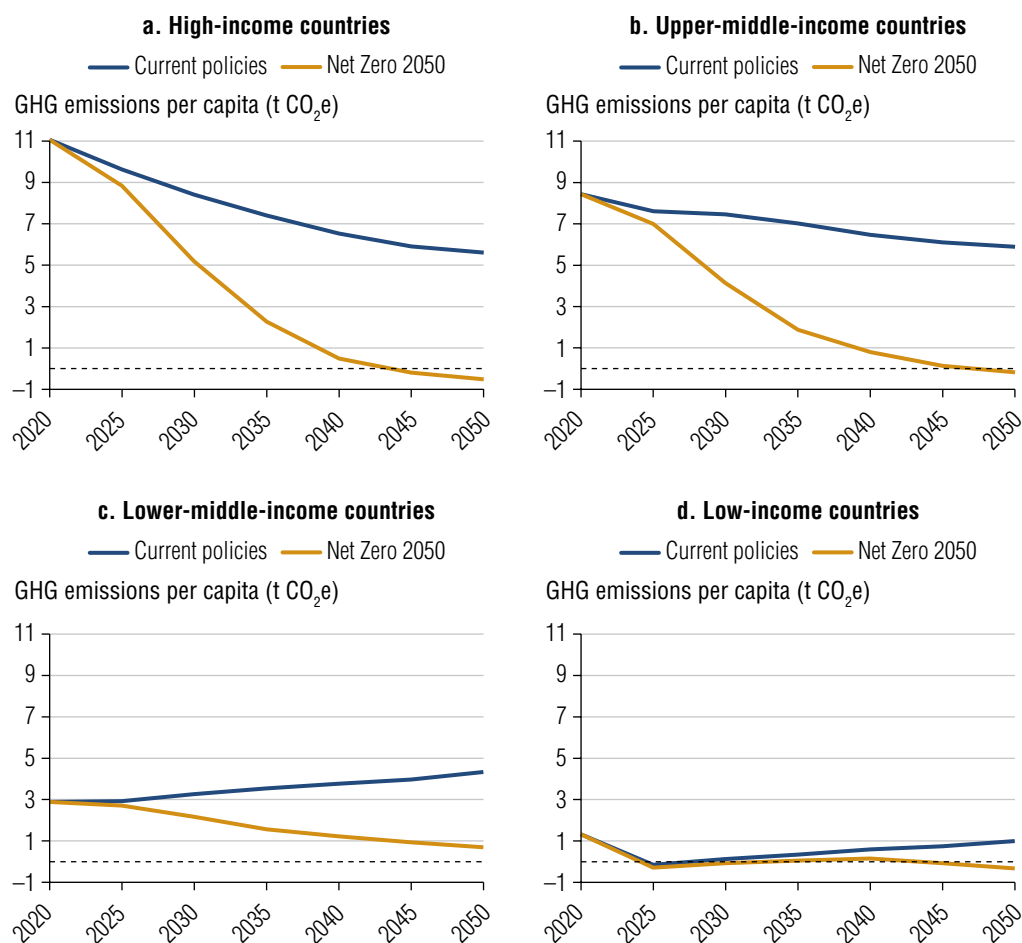 a. High-income countries
Current policies Net Zero 2050
GHG emissions per capita (t CO₂e)
11
9
7
5
3
1
–1
2020 2025 2030 2035 2040 2045 2050
b. Upper-middle-income countries
Current policies Net Zero 2050
GHG emissions per capita (t CO₂e)
11
9
7
5
3
1
–1
2020 2025 2030 2035 2040 2045 2050
c. Lower-middle-income countries
Current policies Net Zero 2050
GHG emissions per capita (t CO₂e)
11
9
7
5
3
1
–1
2020 2025 2030 2035 2040 2045 2050
d. Low-income countries
Current policies Net Zero 2050
GHG emissions per capita (t CO₂e)
11
9
7
5
3
1
–1
2020 2025 2030 2035 2040 2045 2050